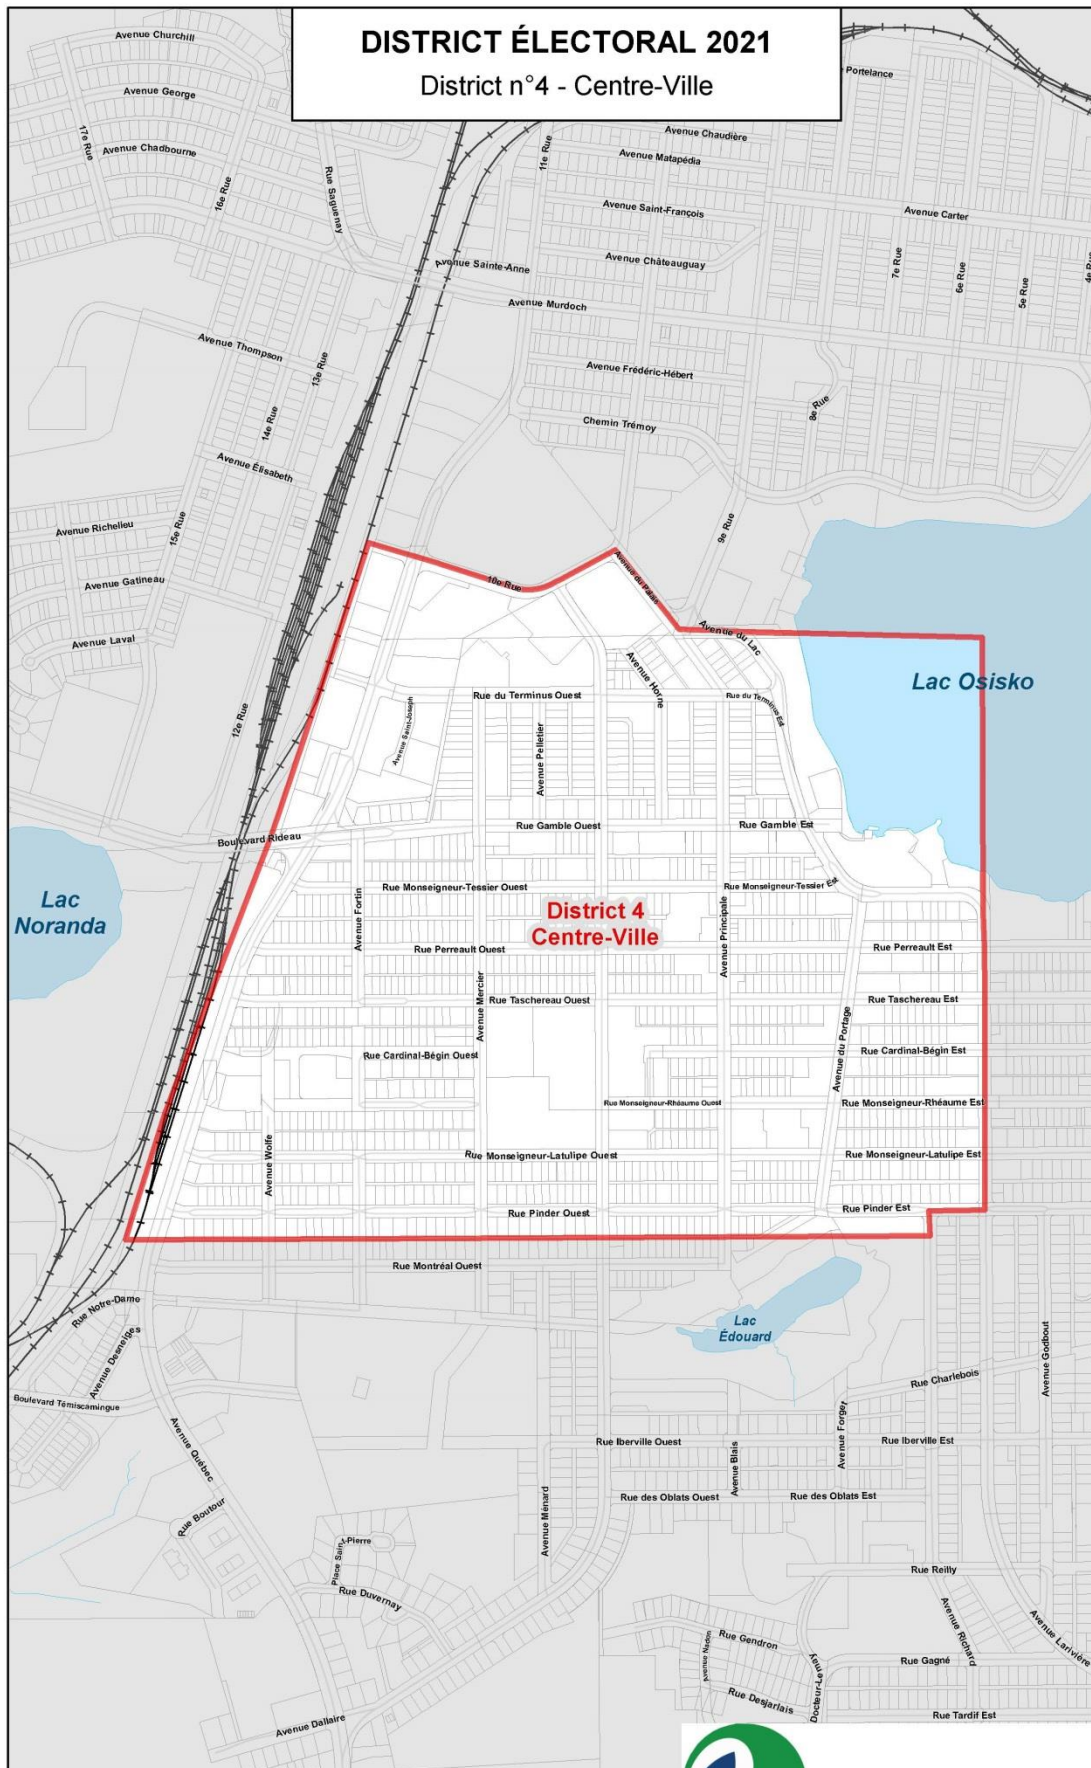 DISTRICT ÉLECTORAL 2021
District n°4 - Centre-Ville
Avenue Churchill
Avenue George
17e Rue
Avenue Chadbourne
16e Rue
Rue Saguenay
11e Rue
Portelance
Avenue Chaudière
Avenue Matapédia
Avenue Saint-François
Avenue Carter
Avenue Châteauguay
7e Rue
6e Rue
5e Rue
4e Rue
Avenue Sainte-Anne
Avenue Murdoch
Avenue Thompson
13e Rue
Avenue Frédéric-Hébert
8e Rue
14e Rue
Chemin Trémoy
Avenue Élisabeth
Avenue Richelieu
15e Rue
9e Rue
Avenue Gatineau
10e Rue
Avenue du Palais
Avenue Laval
Avenue du Lac
Avenue Horne
Lac Osisko
12e Rue
Rue du Terminus Ouest
Rue du Terminus Est
Avenue Saint-Joseph
Avenue Pelletier
Boulevard Rideau
Rue Gamble Ouest
Rue Gamble Est
Lac
Noranda
Rue Monseigneur-Tessier Ouest
Rue Monseigneur-Tessier Est
Avenue Fortin
District 4
Centre-Ville
Avenue Principale
Rue Perreault Ouest
Rue Perreault Est
Avenue Mercier
Rue Taschereau Ouest
Rue Taschereau Est
Avenue du Portage
Rue Cardinal-Bégin Ouest
Rue Cardinal-Bégin Est
Rue Monseigneur-Rhéaume Ouest
Rue Monseigneur-Rhéaume Est
Avenue Wolfe
Rue Monseigneur-Latulipe Ouest
Rue Monseigneur-Latulipe Est
Rue Pinder Ouest
Rue Pinder Est
Rue Montréal Ouest
Rue Notre-Dame
Lac
Édouard
Avenue Desneiges
Avenue Godbout
Boulevard Témiscamingue
Rue Charlebois
Avenue Québec
Avenue Forget
Rue Iberville Ouest
Rue Iberville Est
Avenue Blais
Rue des Oblats Ouest
Rue des Oblats Est
Rue Boutour
Avenue Ménard
Place Saint-Pierre
Rue Reilly
Rue Duvernay
Avenue Richard
Avenue Larivière
Avenue Nadon
Rue Gendron
Docteur-Lemay
Rue Gagné
Rue Desjarlais
Rue Tardif Est
Avenue Dallaire